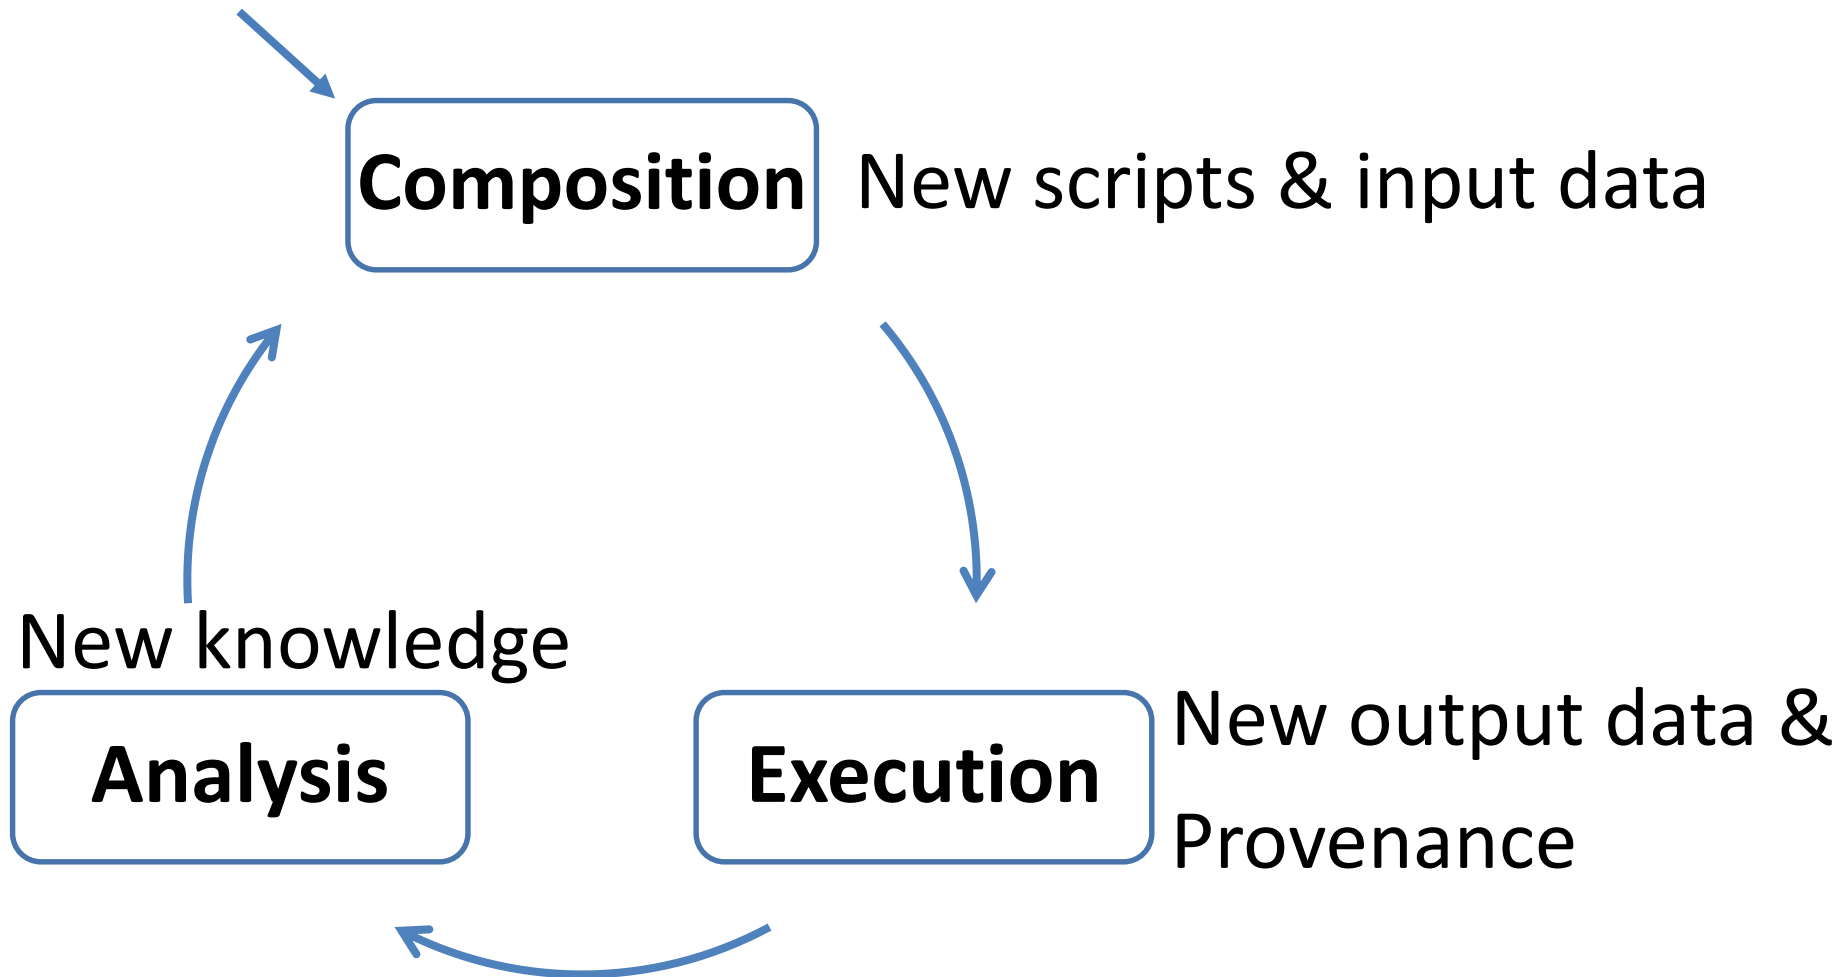 Composition
New scripts & input data
New knowledge
Analysis
Execution
New output data &
Provenance